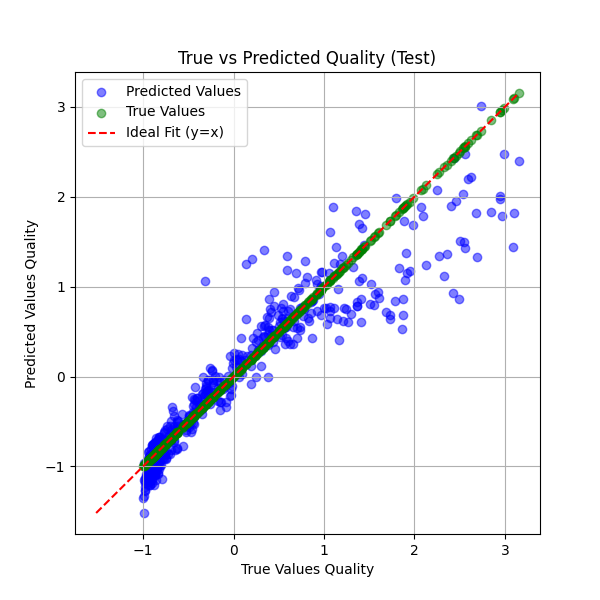 True vs Predicted Quality (Test)
Predicted Values
True Values
Ideal Fit (y=x)
Predicted Values Quality
3
2
1
0
−1
−1 0 1 2 3
True Values Quality